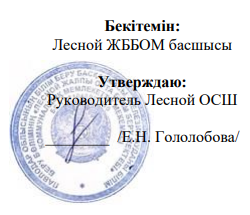 Бекітемін:
Лесной ЖББОМ басшысы
Утверждаю:
Руководитель Лесной ОСШ
/Е.Н. Гололобова/